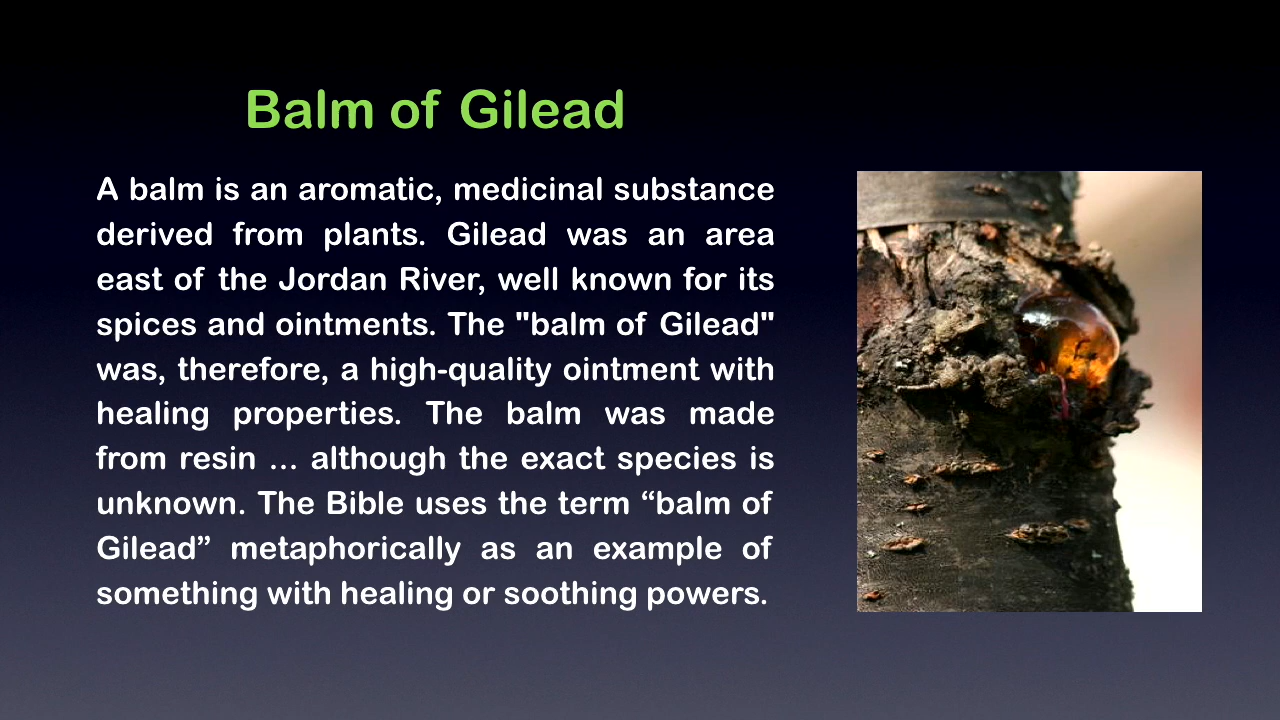 Balm of Gilead
A balm is an aromatic, medicinal substance
derived from plants. Gilead was an area
east of the Jordan River, well known for its
spices and ointments. The "balm of Gilead"
was, therefore, a high-quality ointment with
healing properties. The balm was made
from resin ... although the exact species is
unknown. The Bible uses the term “balm of
Gilead” metaphorically as an example of
something with healing or soothing powers.